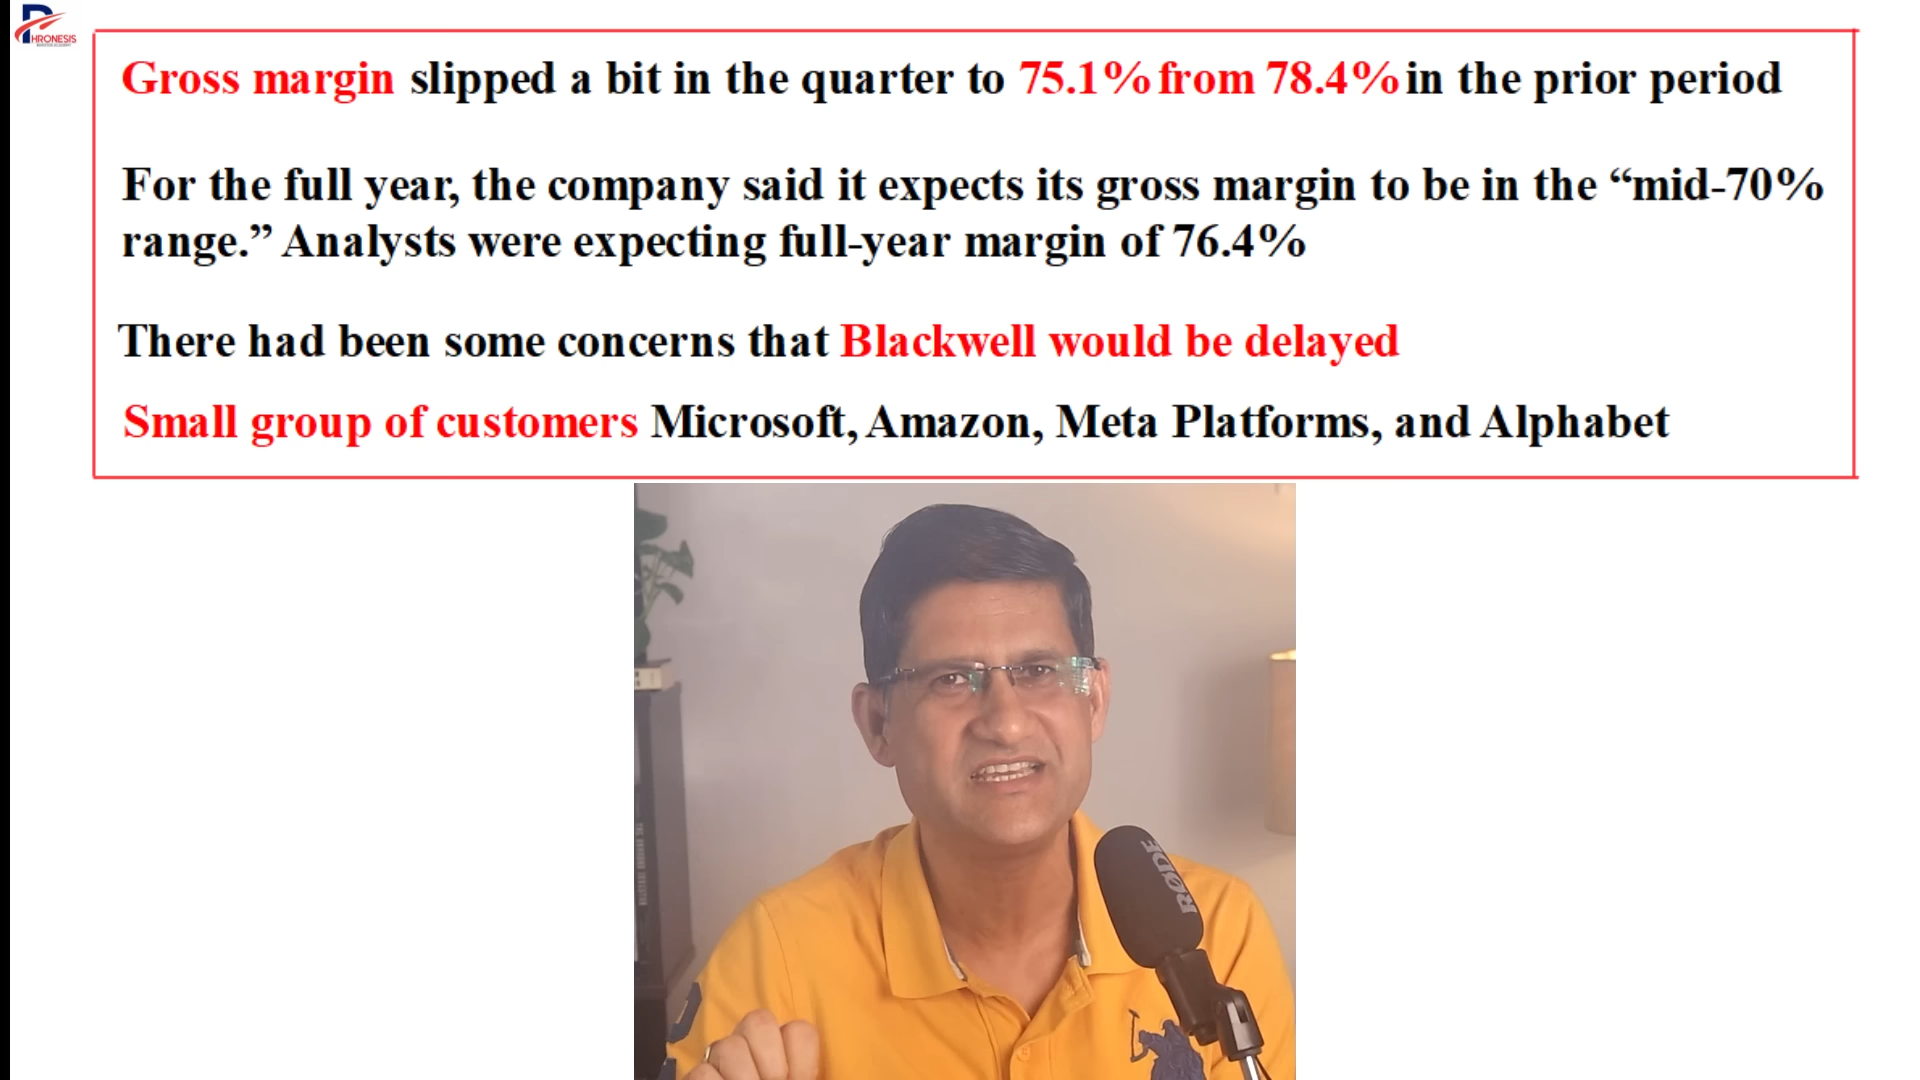 PHRONESIS
Gross margin slipped a bit in the quarter to 75.1% from 78.4% in the prior period
For the full year, the company said it expects its gross margin to be in the “mid-70%
range.” Analysts were expecting full-year margin of 76.4%
There had been some concerns that Blackwell would be delayed
Small group of customers Microsoft, Amazon, Meta Platforms, and Alphabet
RØDE